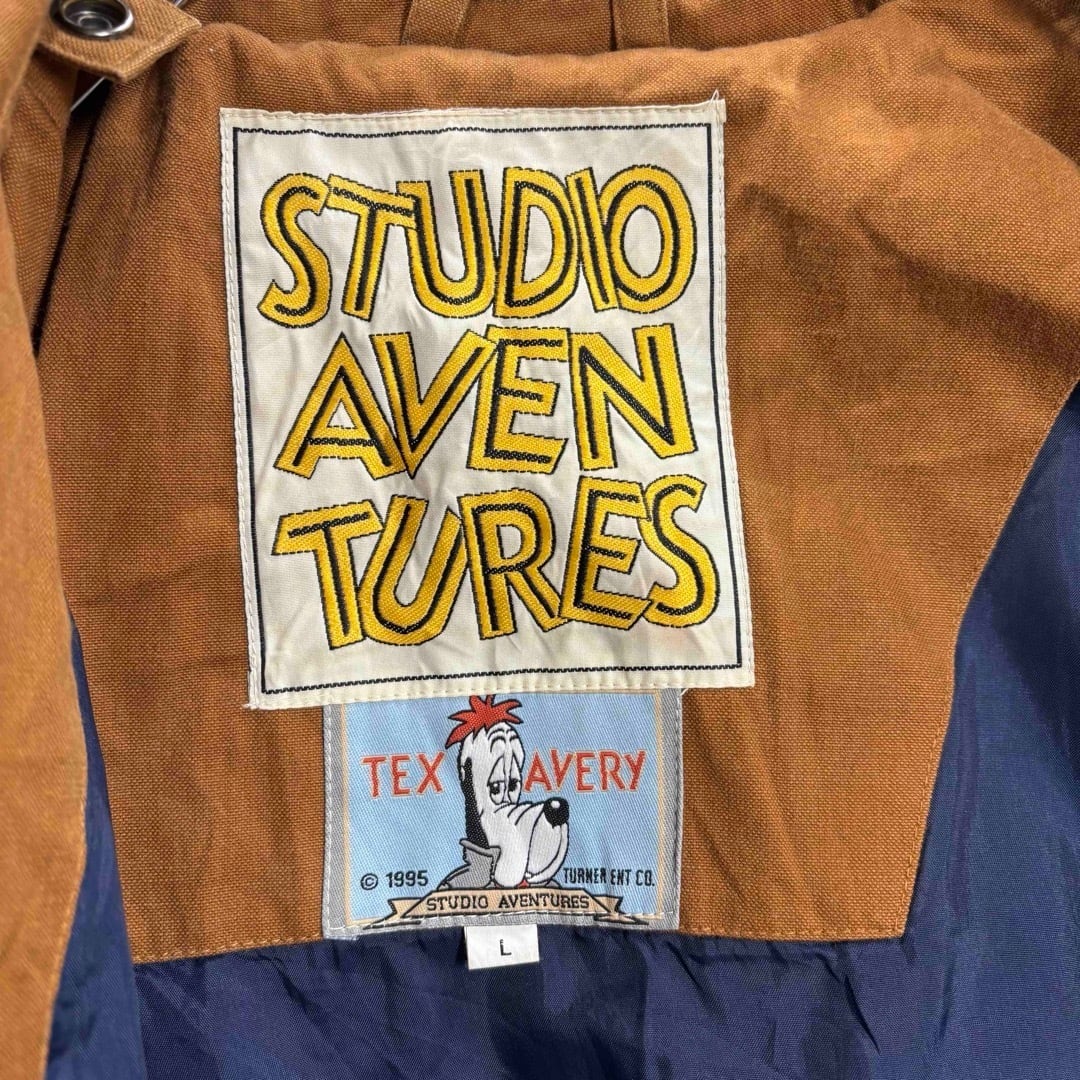 STUDIO
AVEN
TURES
TEX AVERY
© 1995 TURNER ENT CO.
STUDIO AVENTURES
L